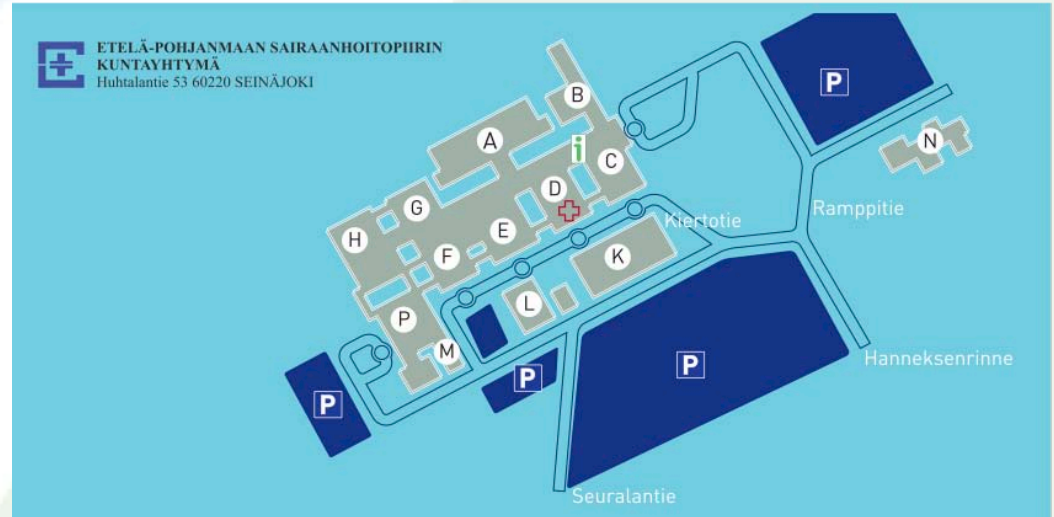 ETELÄ-POHJANMAAN SAIRAANHOITOPIIRIN
KUNTAYHTYMÄ
Huhtalantie 53 60220 SEINÄJOKI
P
B
A
i
C
N
D
G
Ramppitie
Kiertotie
H
E
F
K
L
P
M
Hanneksenrinne
P
P
P
Seuralantie